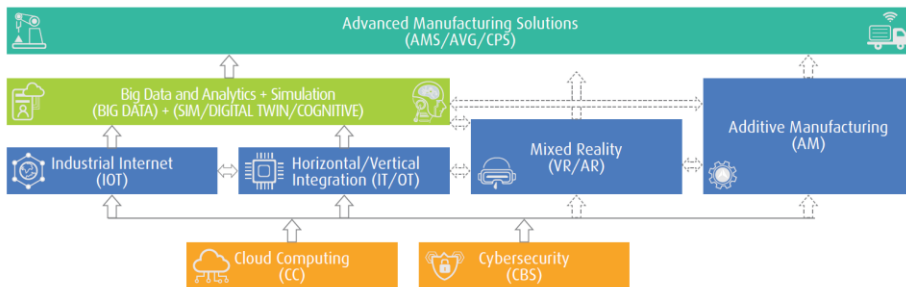 Advanced Manufacturing Solutions
(AMS/AVG/CPS)
Big Data and Analytics + Simulation
(BIG DATA) + (SIM/DIGITAL TWIN/COGNITIVE)
Industrial Internet
(IOT)
Horizontal/Vertical
Integration (IT/OT)
Mixed Reality
(VR/AR)
Additive Manufacturing
(AM)
Cloud Computing
(CC)
Cybersecurity
(CBS)